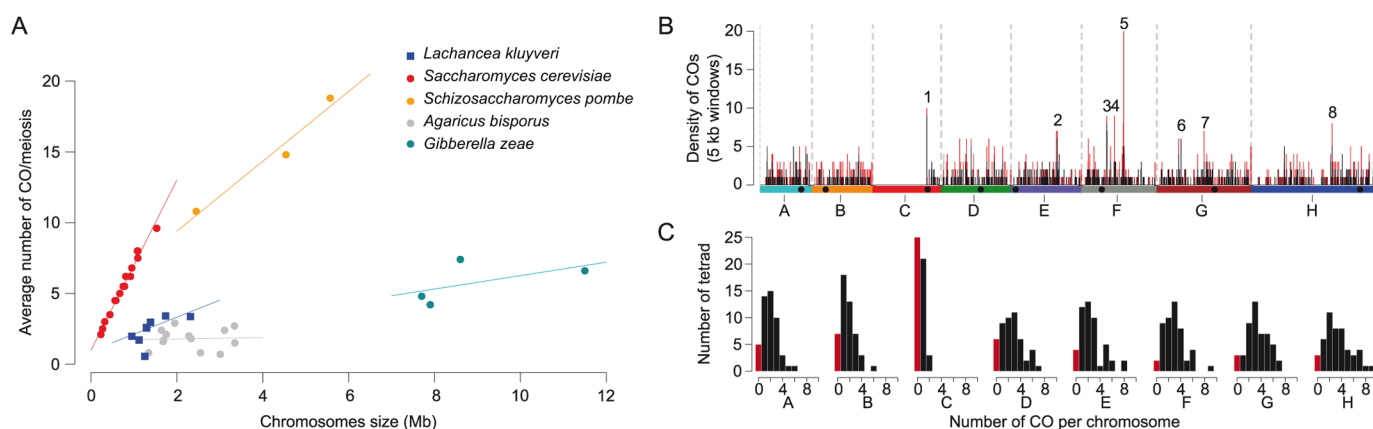 A
Average number of CO/meiosis
20
15
10
5
0
0 2 4 6 8 10 12
Chromosomes size (Mb)
Lachancea kluyveri
Saccharomyces cerevisiae
Schizosaccharomyces pombe
Agaricus bisporus
Gibberella zeae
B
Density of COs
(5 kb windows)
20
15
10
5
0
1 2 34 5 6 7 8
A B C D E F G H
C
Number of tetrad
25
20
15
10
5
0
0 4 8 0 4 8 0 4 8 0 4 8 0 4 8 0 4 8 0 4 8 0 4 8
A B C D E F G H
Number of CO per chromosome